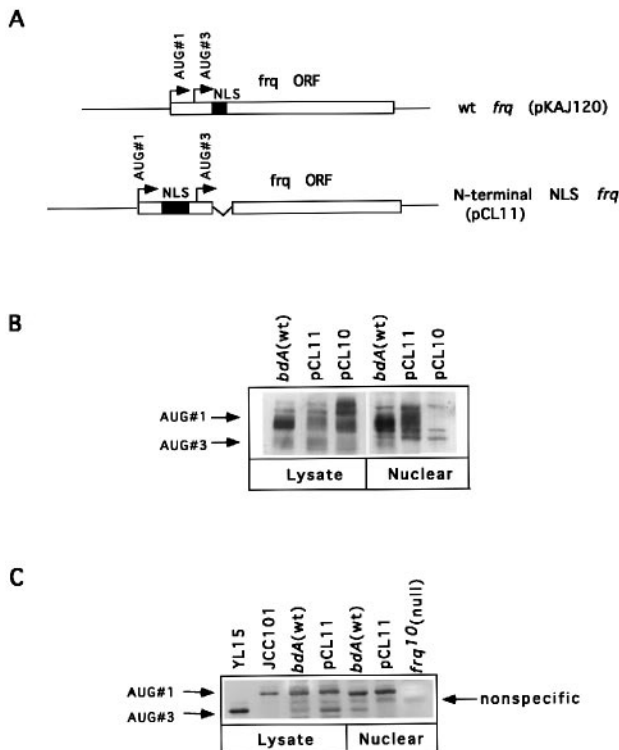 A
AUG#1
AUG#3
NLS
frq ORF
wt frq (pKAJ120)
AUG#1
AUG#3
NLS
frq ORF
N-terminal NLS frq
(pCL11)
B
bdA(wt)
pCL11
pCL10
bdA(wt)
pCL11
pCL10
AUG#1
AUG#3
Lysate
Nuclear
C
YL15
JCC101
bdA(wt)
pCL11
bdA(wt)
pCL11
frq10(null)
AUG#1
AUG#3
nonspecific
Lysate
Nuclear